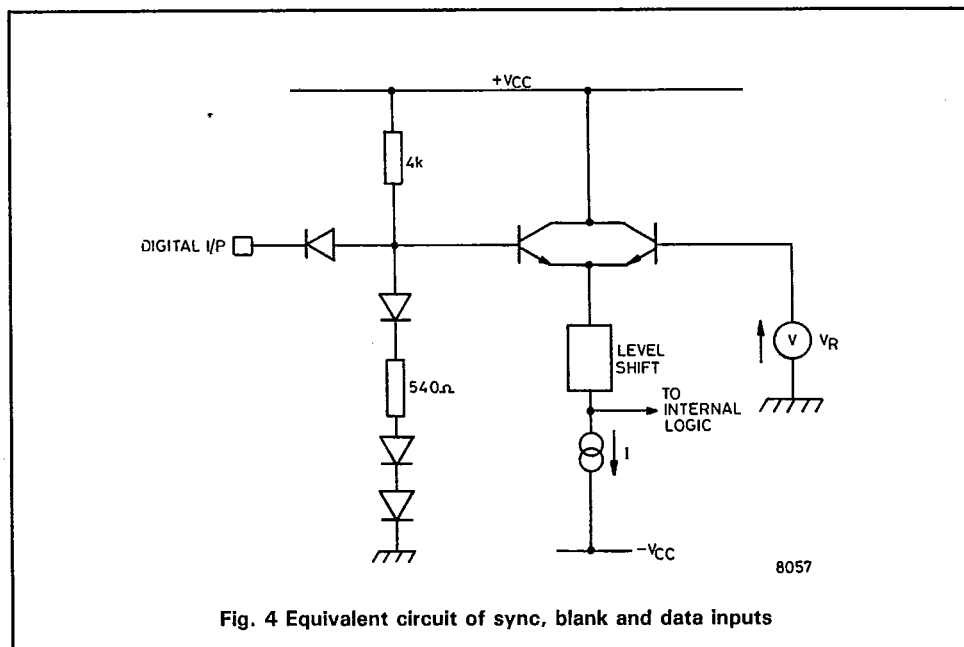 +VCC
4k
DIGITAL I/P
540Ω
LEVEL
SHIFT
V
VR
TO
INTERNAL
LOGIC
I
-VCC
8057
Fig. 4 Equivalent circuit of sync, blank and data inputs